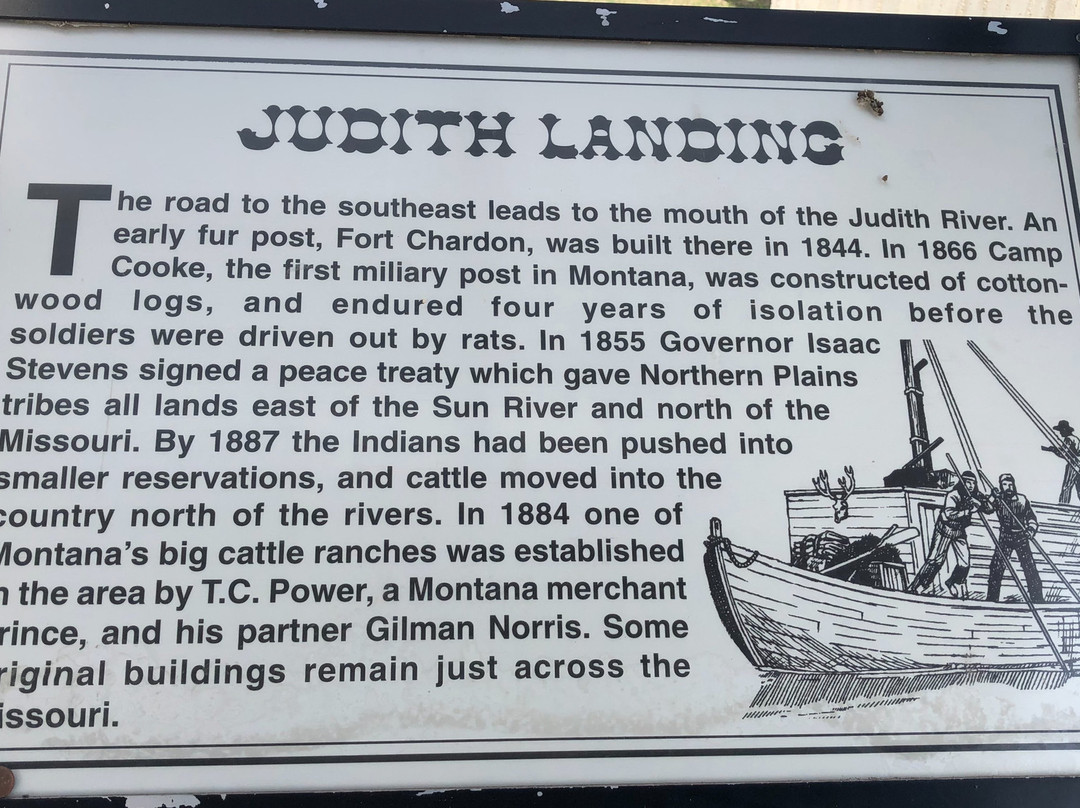 JUDITH LANDING
The road to the southeast leads to the mouth of the Judith River. An
early fur post, Fort Chardon, was built there in 1844. In 1866 Camp
Cooke, the first miliary post in Montana, was constructed of cotton-
wood logs, and endured four years of isolation before the
soldiers were driven out by rats. In 1855 Governor Isaac
Stevens signed a peace treaty which gave Northern Plains
tribes all lands east of the Sun River and north of the
Missouri. By 1887 the Indians had been pushed into
smaller reservations, and cattle moved into the
country north of the rivers. In 1884 one of
Montana's big cattle ranches was established
n the area by T.C. Power, a Montana merchant
rince, and his partner Gilman Norris. Some
riginal buildings remain just across the
issouri.